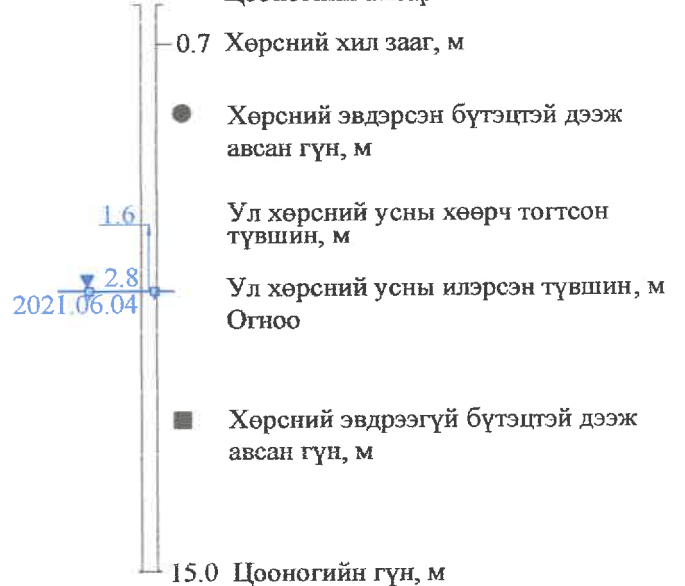 0.7 Хөрсний хил зааг, м
Хөрсний эвдэрсэн бүтэцтэй дээж
авсан гүн, м
1.6
Ул хөрсний усны хөөрч тогтсон
түвшин, м
2.8
2021.06.04
Ул хөрсний усны илэрсэн түвшин, м
Огноо
Хөрсний эвдрээгүй бүтэцтэй дээж
авсан гүн, м
15.0 Цооногийн гүн, м